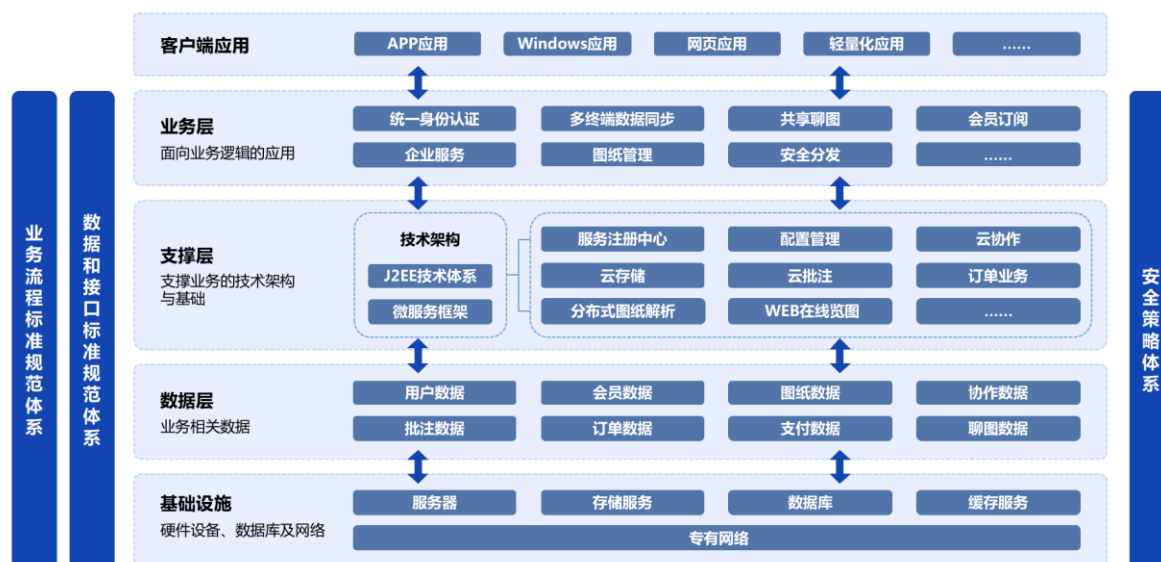 客户端应用
APP应用
Windows应用
网页应用
轻量化应用
......
业务层
面向业务逻辑的应用
统一身份认证
多终端数据同步
共享聊图
会员订阅
企业服务
图纸管理
安全分发
......
支撑层
支撑业务的技术架构
与基础
技术架构
J2EE技术体系
微服务框架
服务注册中心
配置管理
云协作
云存储
云批注
订单业务
分布式图纸解析
WEB在线览图
......
数据层
业务相关数据
用户数据
会员数据
图纸数据
协作数据
批注数据
订单数据
支付数据
聊图数据
基础设施
硬件设备、数据库及网络
服务器
存储服务
数据库
缓存服务
专有网络
业务流程标准规范体系
数据和接口标准规范体系
安全策略体系